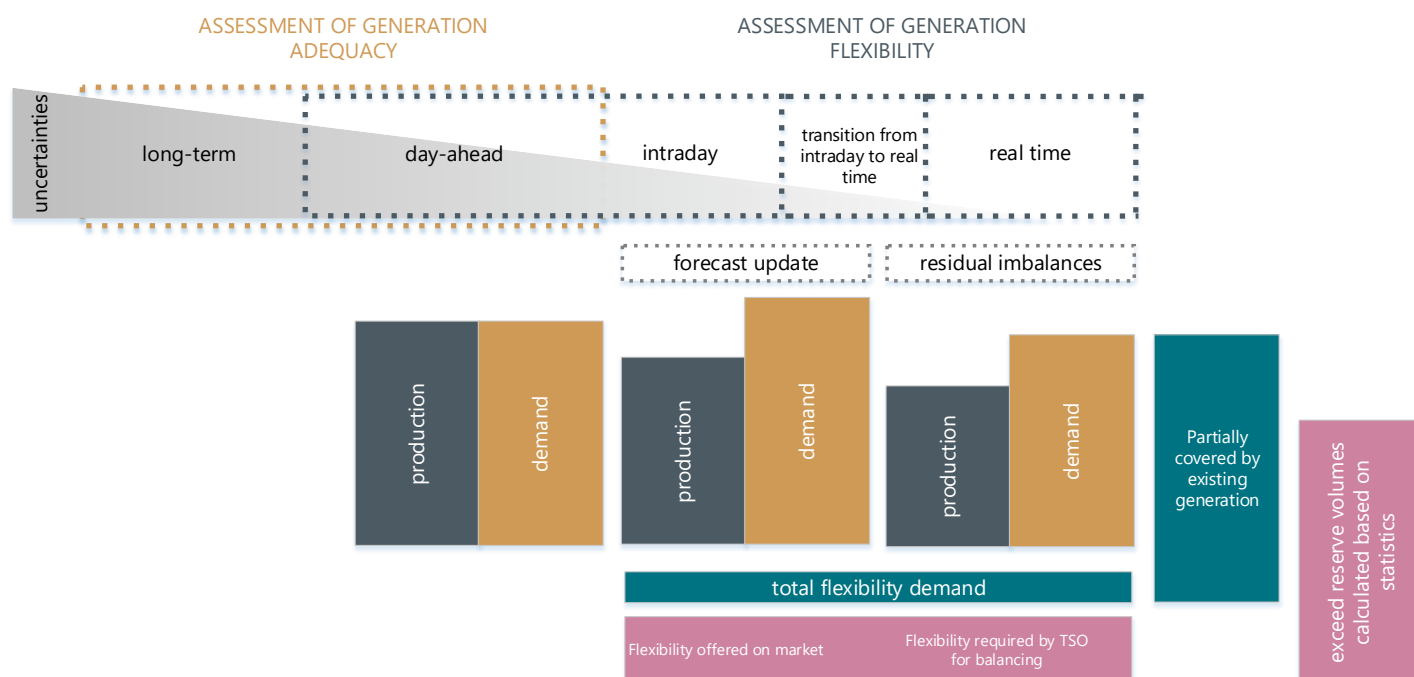 ASSESSMENT OF GENERATION
ADEQUACY
ASSESSMENT OF GENERATION
FLEXIBILITY
uncertainties
long-term
day-ahead
intraday
transition from
intraday to real
time
real time
forecast update
residual imbalances
production
demand
production
demand
production
demand
Partially
covered by
existing
generation
exceed reserve volumes
calculated based on
statistics
total flexibility demand
Flexibility offered on market
Flexibility required by TSO
for balancing